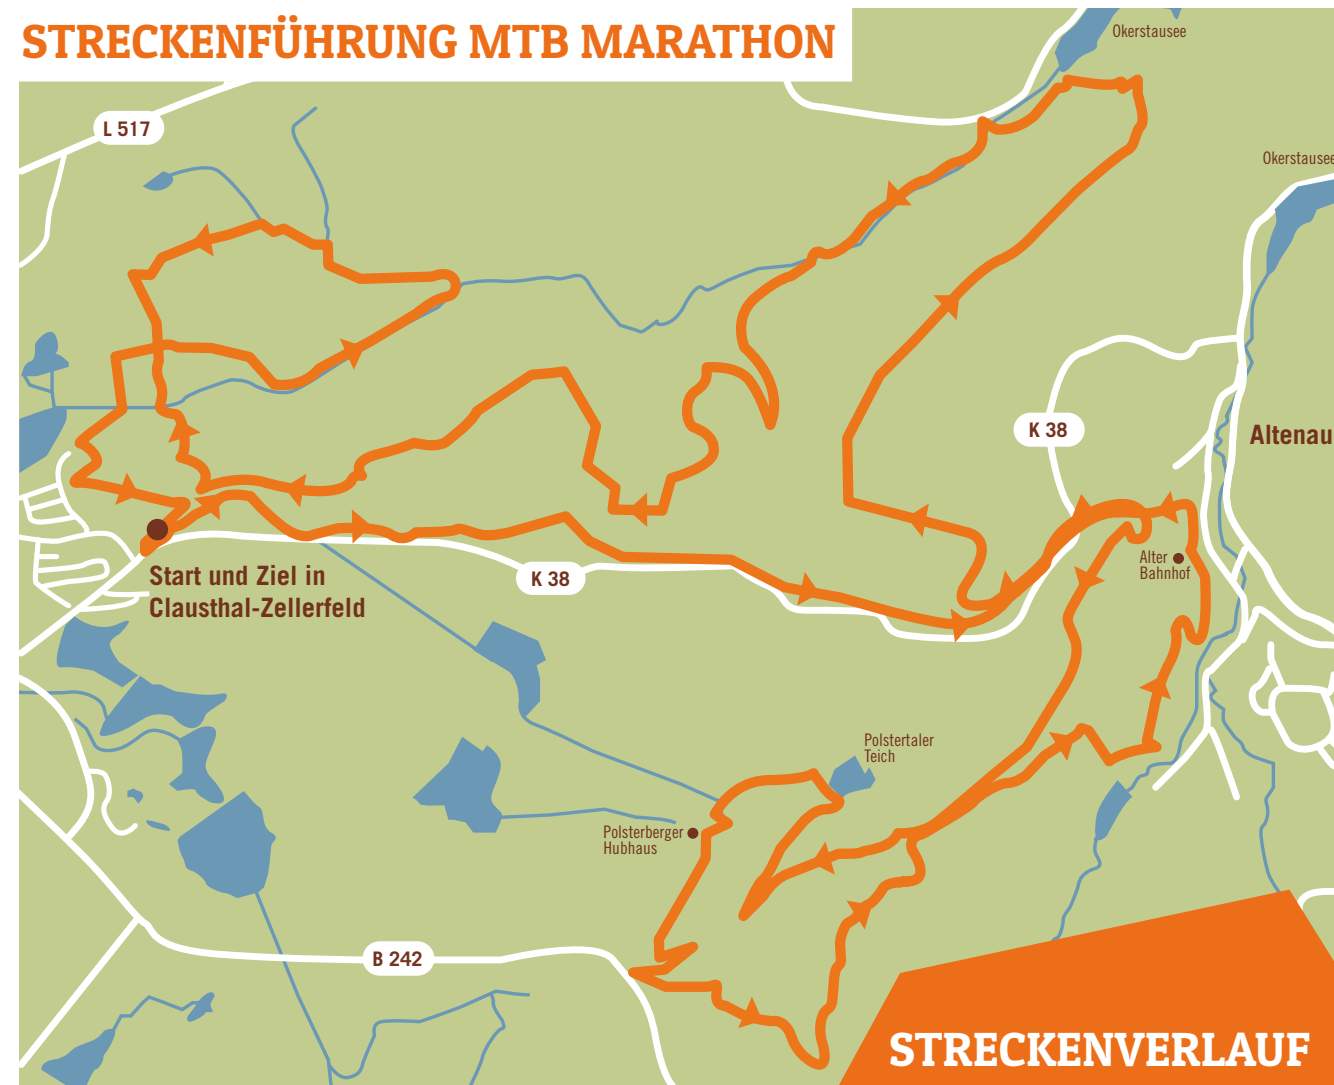 STRECKENFÜHRUNG MTB MARATHON
Okerstausee
L 517
Okerstausee
K 38
Altenau
Alter
Bahnhof
K 38
Start und Ziel in
Clausthal-Zellerfeld
Polstertaler
Teich
Polsterberger
Hubhaus
B 242
STRECKENVERLAUF